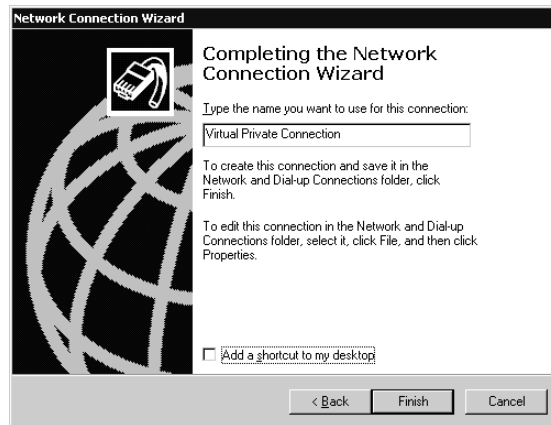 Network Connection Wizard
Completing the Network
Connection Wizard
Type the name you want to use for this connection:
Virtual Private Connection
To create this connection and save it in the
Network and Dial-up Connections folder, click
Finish.
To edit this connection in the Network and Dial-up
Connections folder, select it, click File, and then click
Properties.
Add a shortcut to my desktop
< Back Finish Cancel